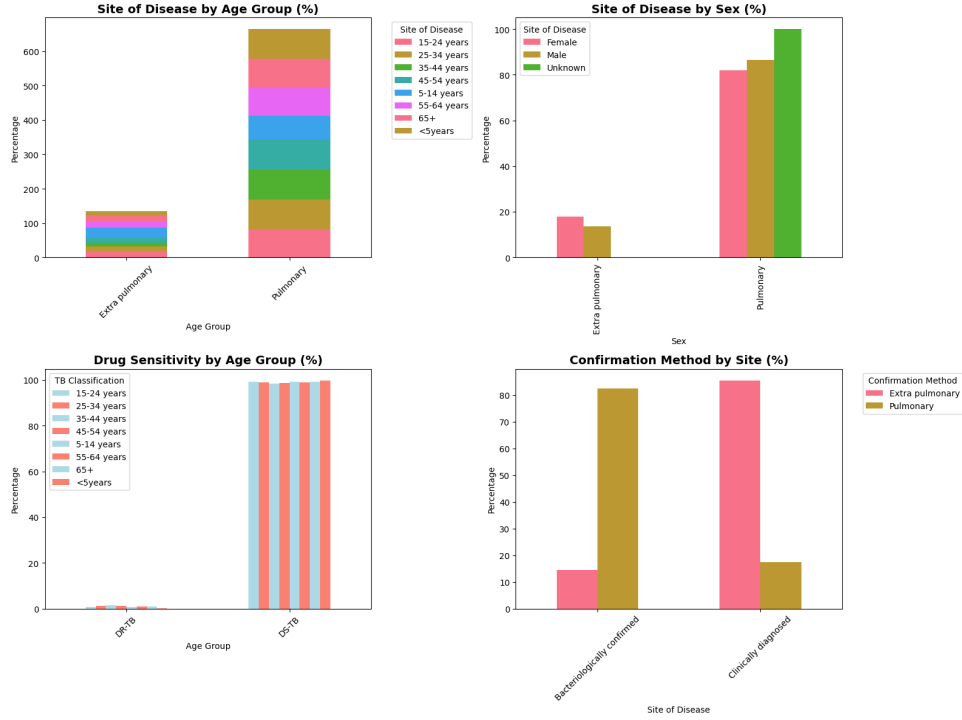 Site of Disease by Age Group (%)
Percentage
600
500
400
300
200
100
0
Extra pulmonary
Pulmonary
Age Group
Site of Disease
15-24 years
25-34 years
35-44 years
45-54 years
5-14 years
55-64 years
65+
<5years
Site of Disease by Sex (%)
Percentage
100
80
60
40
20
0
Site of Disease
Female
Male
Unknown
Extra pulmonary
Pulmonary
Sex
Drug Sensitivity by Age Group (%)
Percentage
100
80
60
40
20
0
TB Classification
15-24 years
25-34 years
35-44 years
45-54 years
5-14 years
55-64 years
65+
<5years
DR-TB
DS-TB
Age Group
Confirmation Method by Site (%)
Percentage
80
70
60
50
40
30
20
10
0
Bacteriologically confirmed
Clinically diagnosed
Site of Disease
Confirmation Method
Extra pulmonary
Pulmonary